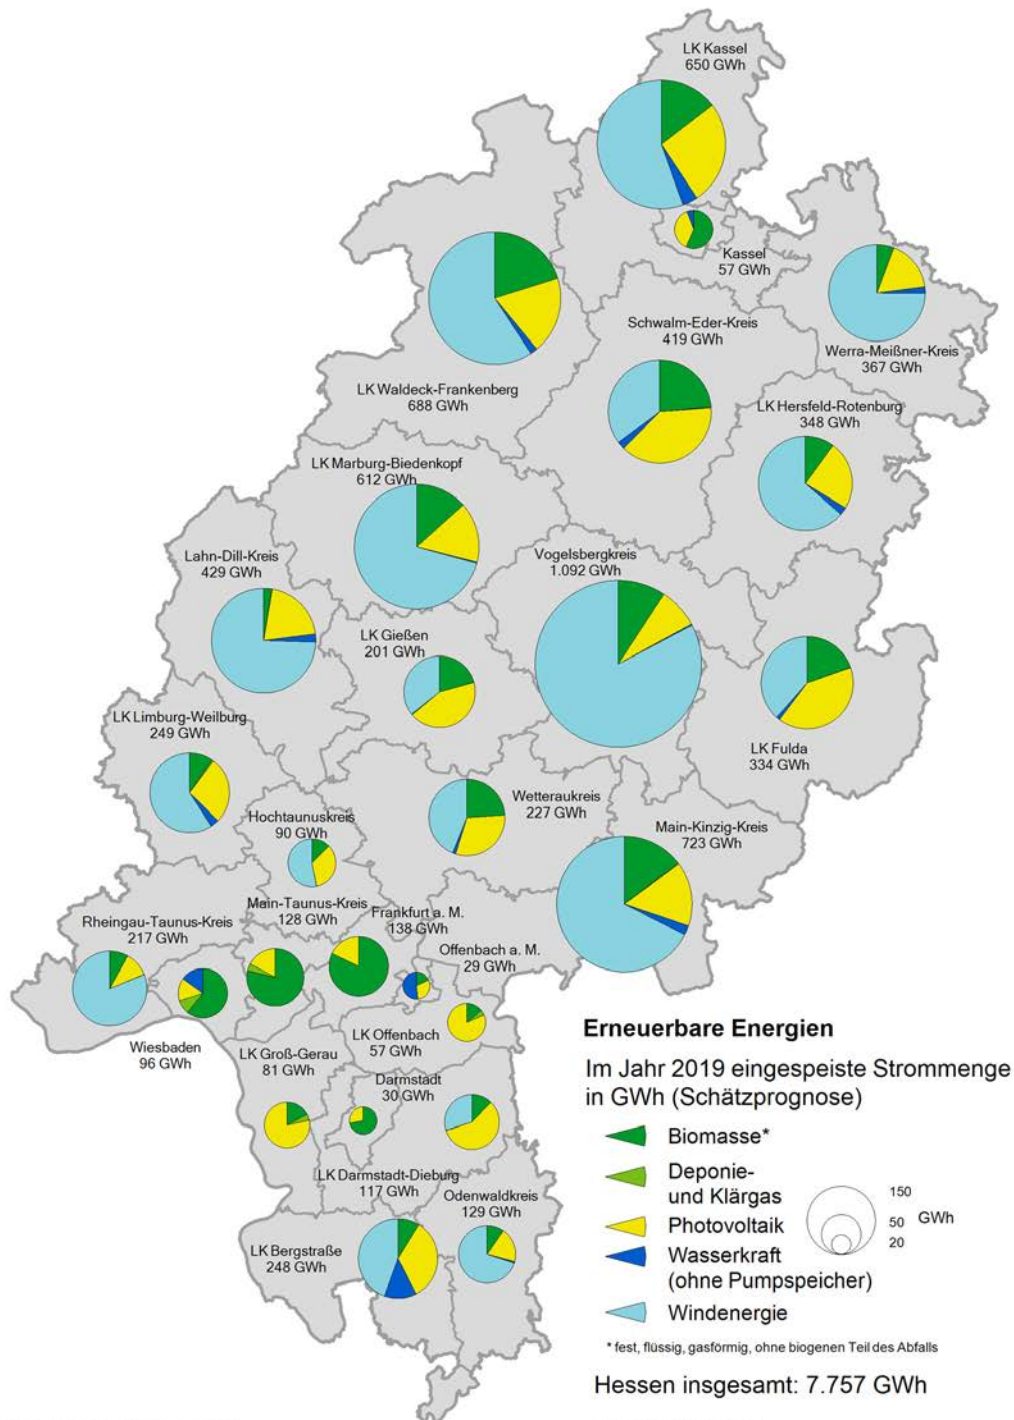 LK Kassel
650 GWh
Kassel
57 GWh
Schwalm-Eder-Kreis
419 GWh
Werra-Meißner-Kreis
367 GWh
LK Waldeck-Frankenberg
688 GWh
LK Hersfeld-Rotenburg
348 GWh
LK Marburg-Biedenkopf
612 GWh
Lahn-Dill-Kreis
429 GWh
Vogelsbergkreis
1.092 GWh
LK Gießen
201 GWh
LK Limburg-Weilburg
249 GWh
LK Fulda
334 GWh
Wetteraukreis
227 GWh
Hochtaunuskreis
90 GWh
Main-Kinzig-Kreis
723 GWh
Main-Taunus-Kreis
128 GWh
Frankfurt a. M.
138 GWh
Rheingau-Taunus-Kreis
217 GWh
Offenbach a. M.
29 GWh
Wiesbaden
96 GWh
LK Offenbach
57 GWh
LK Groß-Gerau
81 GWh
Darmstadt
30 GWh
LK Darmstadt-Dieburg
117 GWh
Odenwaldkreis
129 GWh
LK Bergstraße
248 GWh
Erneuerbare Energien
Im Jahr 2019 eingespeiste Strommenge
in GWh (Schätzprognose)
Biomasse*
Deponie-
und Klärgas
Photovoltaik
Wasserkraft
(ohne Pumpspeicher)
Windenergie
150
50 GWh
20
* fest, flüssig, gasförmig, ohne biogenen Teil des Abfalls
Hessen insgesamt: 7.757 GWh